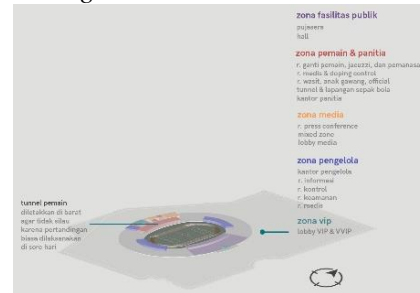 zona fasilitas publik
pujasera
hall
zona pemain & panitia
r. ganti pemain, jacuzzi, dan pemanasan
r. medis & doping control
r. wasit, anak gawang, official
tunnel & lapangan sepak bola
kantor panitia
zona media
r. press conference
mixed zone
lobby media
zona pengelola
kantor pengelola
r. informasi
r. kontrol
r. keamanan
r. medis
zona vip
lobby VIP & VVIP
tunnel pemain
diletakkan di barat
agar tidak silau
karena pertandingan
biasa dilaksanakan
di sore hari